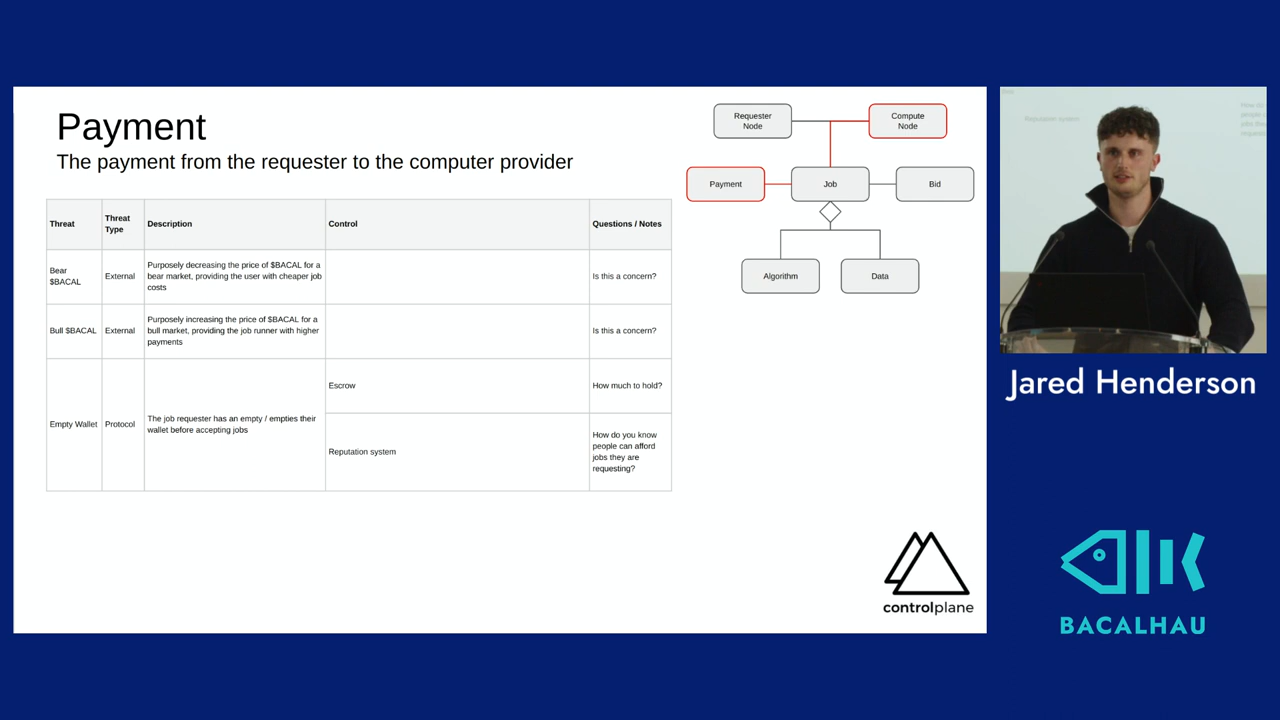 Payment
The payment from the requester to the computer provider
Threat
Threat
Type
Description
Control
Questions / Notes
Bear
$BACAL
External
Purposely decreasing the price of $BACAL for a
bear market, providing the user with cheaper job
costs
Is this a concern?
Bull $BACAL
External
Purposely increasing the price of $BACAL for a
bull market, providing the job runner with higher
payments
Is this a concern?
Empty Wallet
Protocol
The job requester has an empty / empties their
wallet before accepting jobs
Escrow
How much to hold?
Reputation system
How do you know
people can afford
jobs they are
requesting?
Requester
Node
Compute
Node
Payment
Job
Bid
Algorithm
Data
controlplane
Reputation system
Jared Henderson
BACALHAU